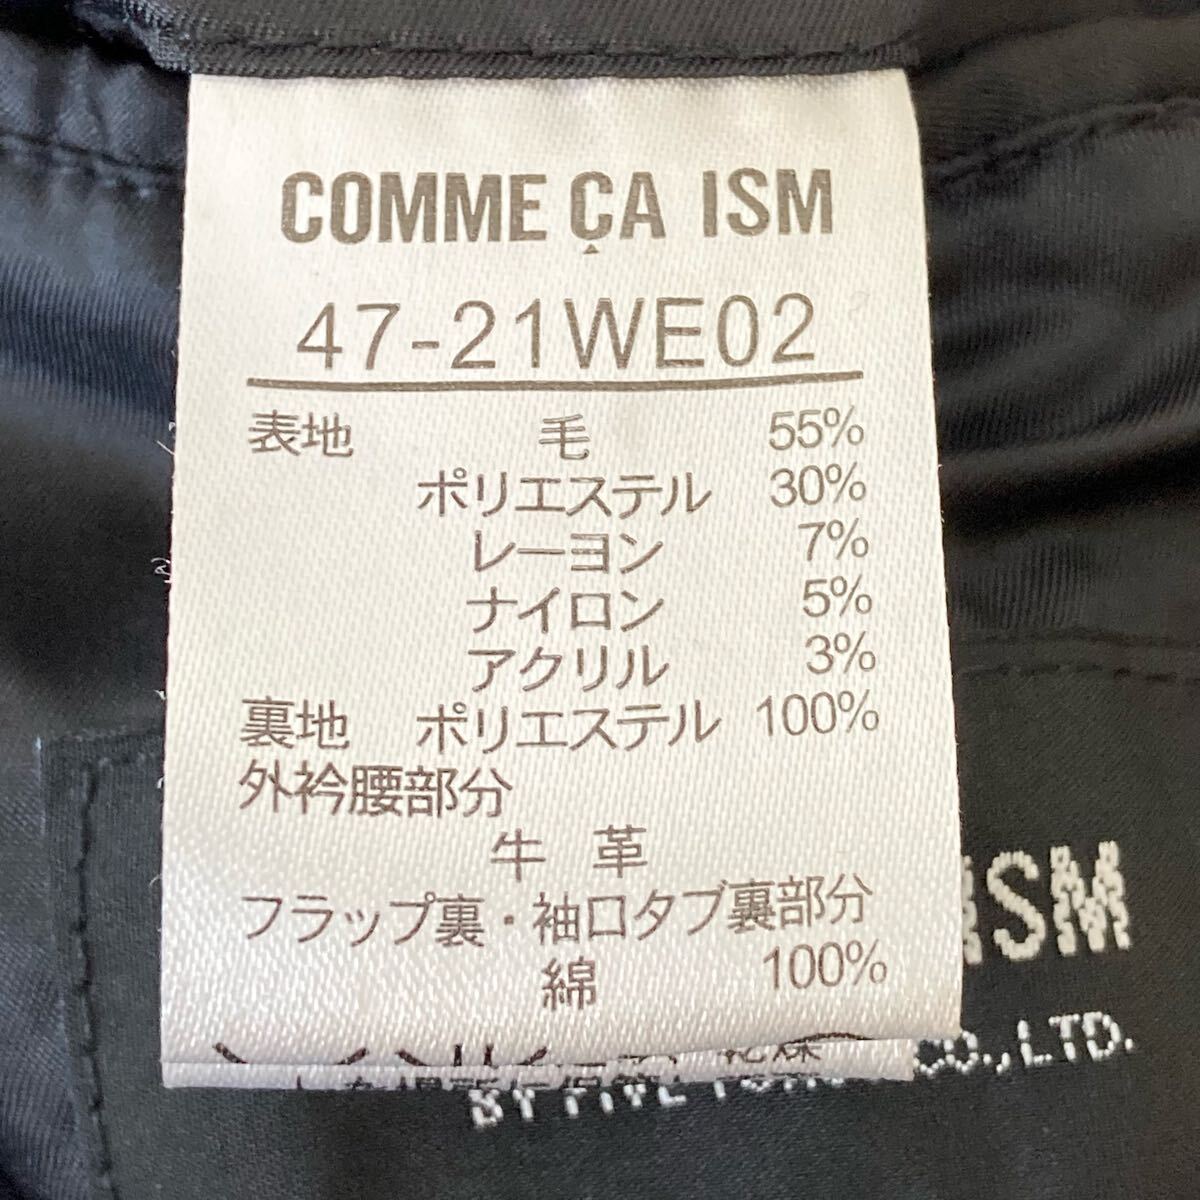 COMME ÇA ISM
47-21WE02
表地 毛 55%
ポリエステル 30%
レーヨン 7%
ナイロン 5%
アクリル 3%
裏地 ポリエステル 100%
外衿腰部分
牛 革
フラップ裏・袖口タブ裏部分
綿 100%
ISM
BY FIVE CO., LTD.